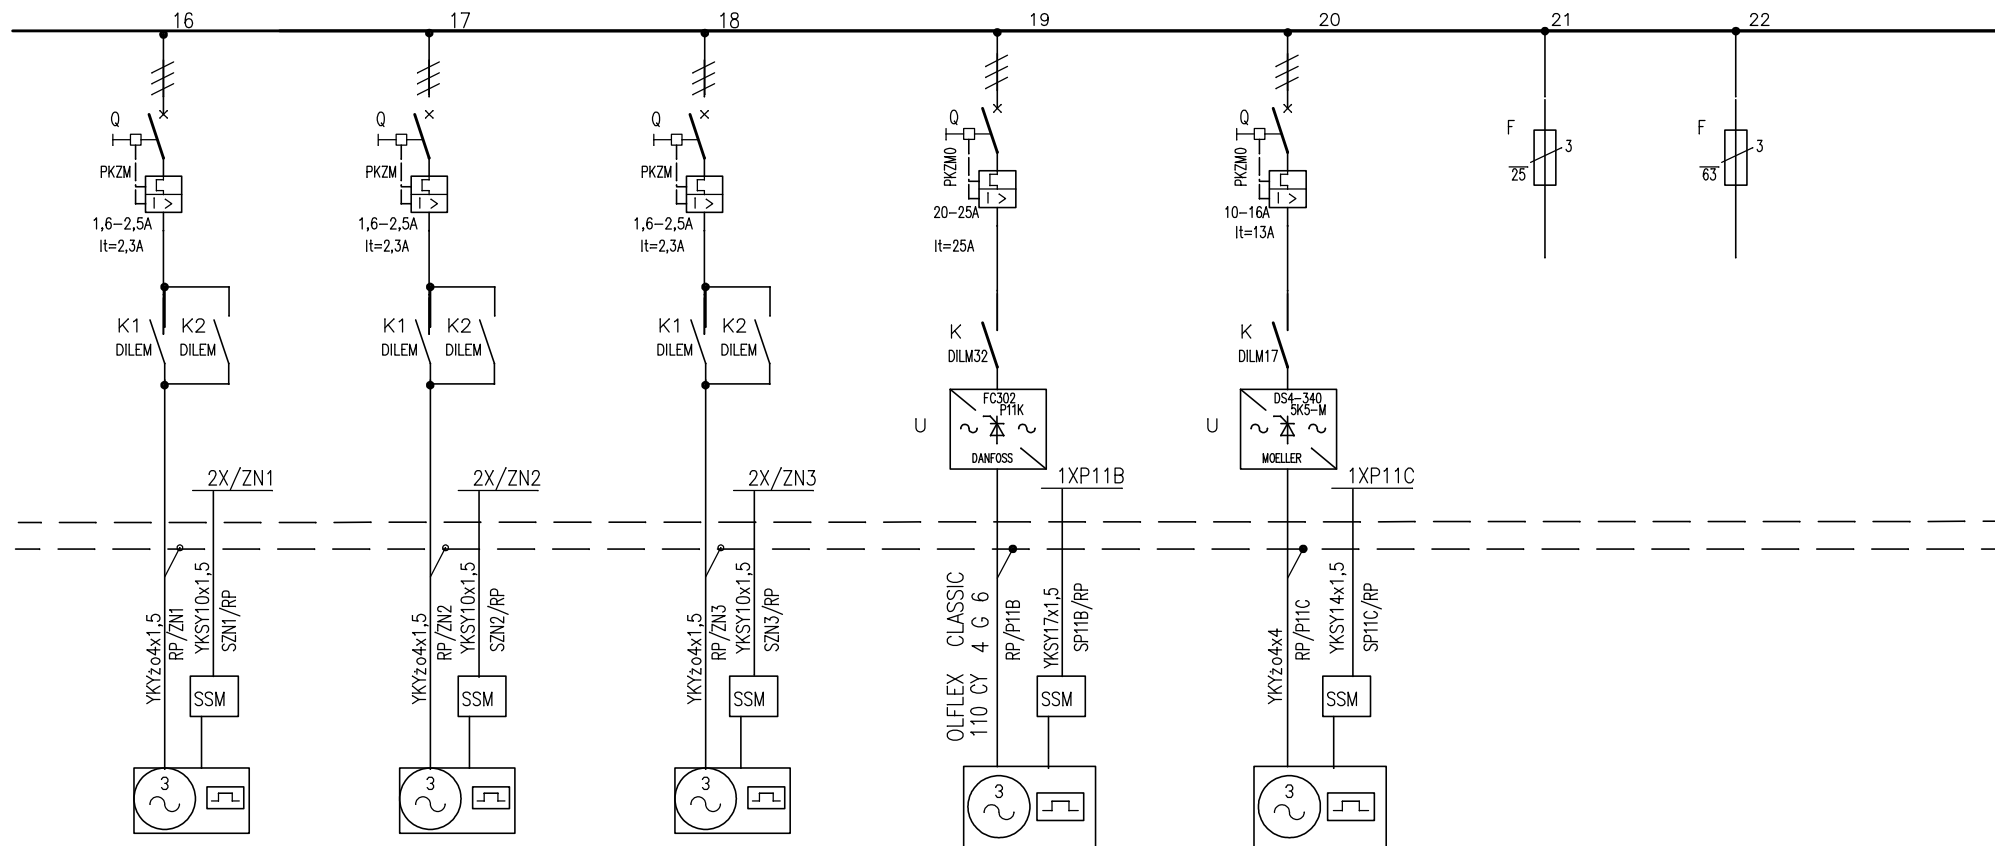 16
17
18
19
20
21
22
Q
PKZM
I >
1,6-2,5A
It=2,3A
Q
PKZM
I >
1,6-2,5A
It=2,3A
Q
PKZM
I >
1,6-2,5A
It=2,3A
Q
PKZM0
I >
20-25A
It=25A
Q
PKZM0
I >
10-16A
It=13A
F
3
25
F
3
63
K1
DILEM
K2
DILEM
K1
DILEM
K2
DILEM
K1
DILEM
K2
DILEM
K
DILM32
K
DILM17
U
FC302
P11K
DANFOSS
U
DS4-340
5K5-M
MOELLER
2X/ZN1
2X/ZN2
2X/ZN3
1XP11B
1XP11C
YKYżo4x1,5
RP/ZN1
YKSY10x1,5
SZN1/RP
YKYżo4x1,5
RP/ZN2
YKSY10x1,5
SZN2/RP
YKYżo4x1,5
RP/ZN3
YKSY10x1,5
SZN3/RP
OLFLEX CLASSIC
110 CY 4 G 6
RP/P11B
YKSY17x1,5
SP11B/RP
YKYżo4x4
RP/P11C
YKSY14x1,5
SP11C/RP
SSM
SSM
SSM
SSM
SSM
3
3
3
3
3